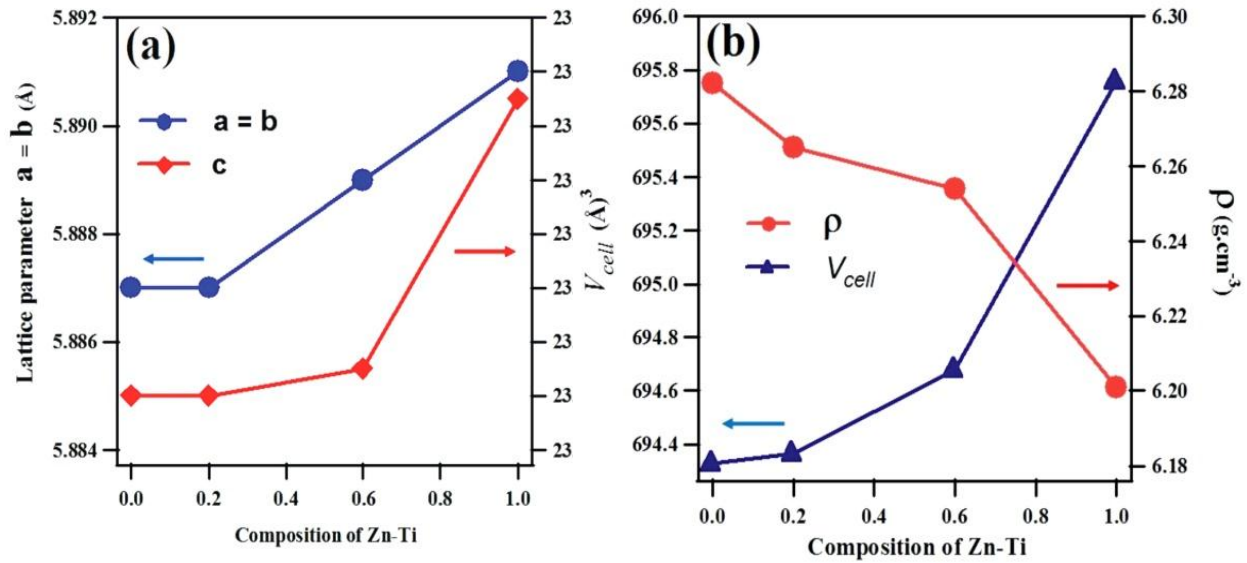 (a)
a = b
c
Lattice parameter a = b (Å)
5.892
5.890
5.888
5.886
5.884
23
23
23
23
23
23
23
23
23
V_cell (Å)^3
0.0 0.2 0.4 0.6 0.8 1.0
Composition of Zn-Ti
(b)
ρ
V_cell
696.0
695.8
695.6
695.4
695.2
695.0
694.8
694.6
694.4
6.30
6.28
6.26
6.24
6.22
6.20
6.18
ρ (g.cm^-3
0.0 0.2 0.4 0.6 0.8 1.0
Composition of Zn-Ti